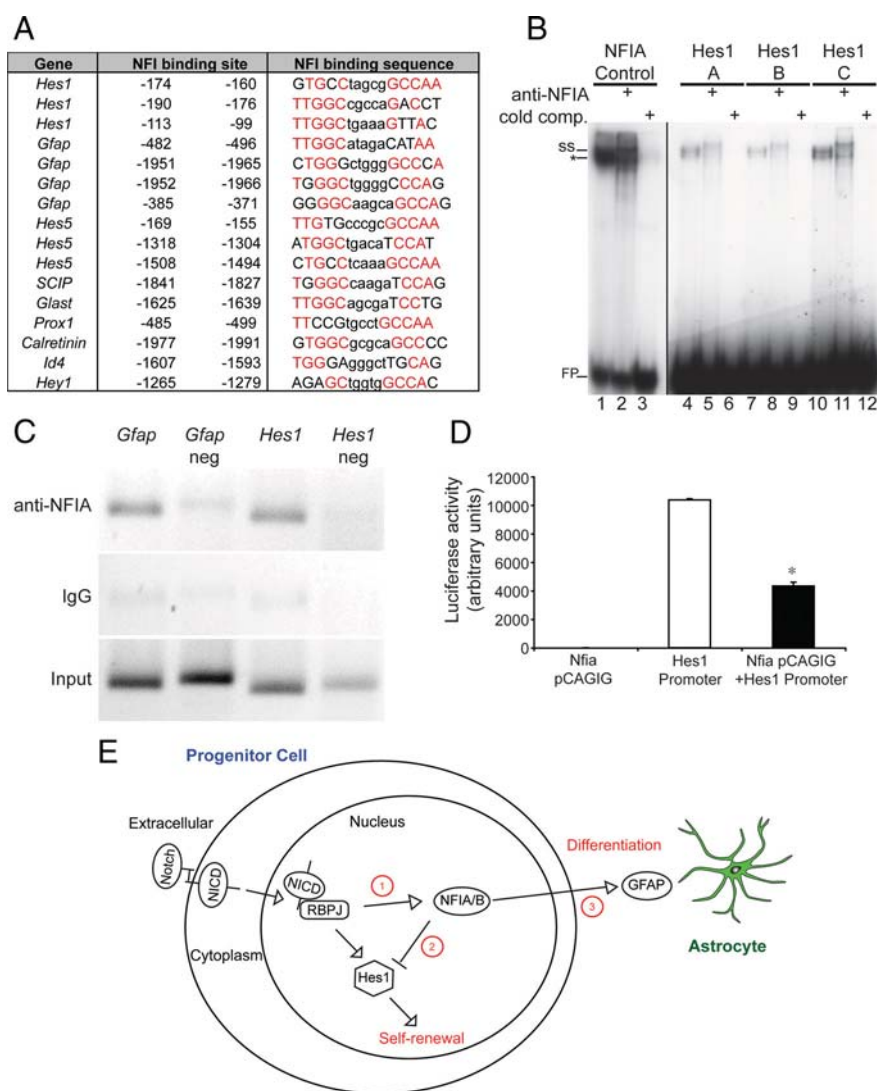 A
Gene NFI binding site NFI binding sequence
Hes1 -174 -160 GTGCCtagcgGCCAA
Hes1 -190 -176 TTGGCcgccaGACCT
Hes1 -113 -99 TTGGCtgaaaGTTAC
Gfap -482 -496 TTGGCatagaCATAA
Gfap -1951 -1965 CTGGGctgggGCCCA
Gfap -1952 -1966 TGGGCtggggCCCAG
Gfap -385 -371 GGGGCaagcaGCCAG
Hes5 -169 -155 TTGTGcccgcGCCAA
Hes5 -1318 -1304 ATGGCtgacaTCCAT
Hes5 -1508 -1494 CTGCCtcaaaGCCAA
SCIP -1841 -1827 TGGGCcaagaTCCAG
Glast -1625 -1639 TTGGCagcgaTCCTG
Prox1 -485 -499 TTCCGtgcctGCCAA
Calretinin -1977 -1991 GTGGCgcgcaGCCCC
Id4 -1607 -1593 TGGGAgggctTGCAG
Hey1 -1265 -1279 AGAGCtggtgGCCAC
B
NFIA Hes1 Hes1 Hes1
Control A B C
anti-NFIA + + + +
cold comp. + + + +
ss
*
FP
1 2 3 4 5 6 7 8 9 10 11 12
C
Gfap Gfap Hes1 Hes1
neg neg
anti-NFIA
IgG
Input
D
Luciferase activity
(arbitrary units)
12000
10000
8000
6000
4000
2000
0
*
Nfia Hes1 Nfia pCAGIG
pCAGIG Promoter +Hes1 Promoter
E
Progenitor Cell
Extracellular
Nucleus
Differentiation
Notch
NICD
NICD
RBPJ
1
NFIA/B
3
GFAP
2
Cytoplasm
Hes1
Astrocyte
Self-renewal